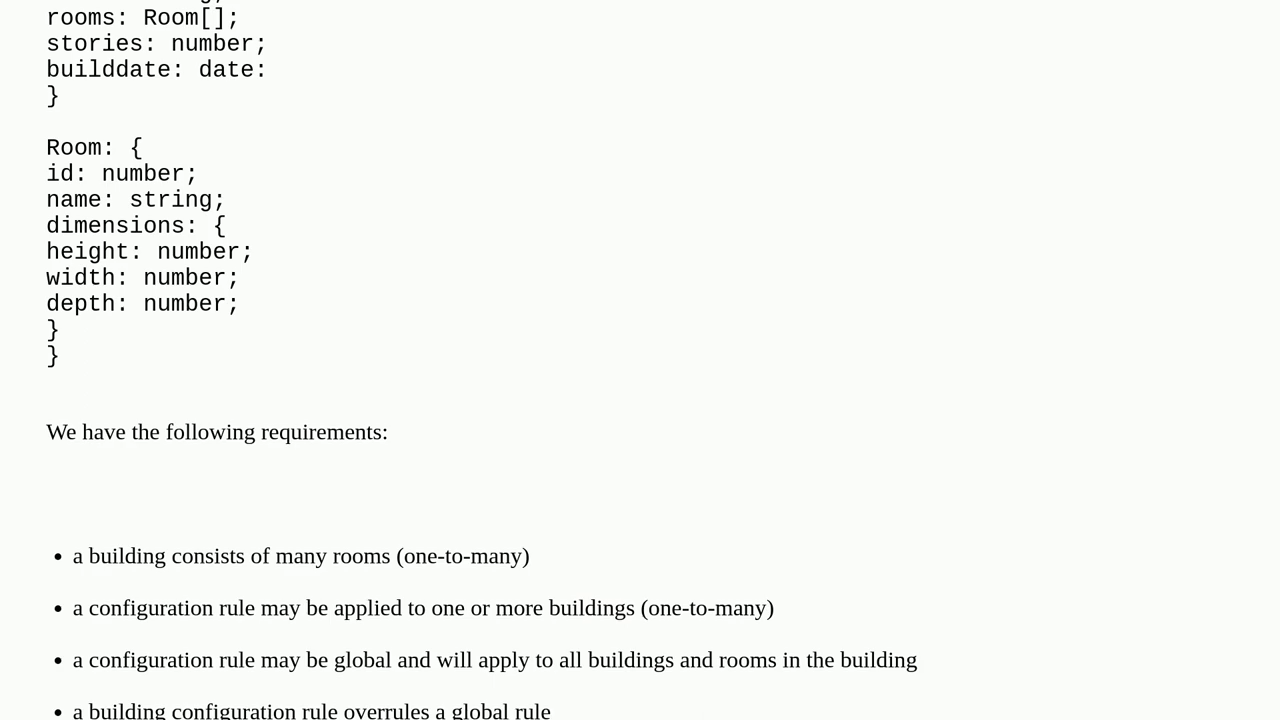 rooms: Room[];
stories: number;
builddate: date:
}
Room: {
id: number;
name: string;
dimensions: {
height: number;
width: number;
depth: number;
}
}
We have the following requirements:
• a building consists of many rooms (one-to-many)
• a configuration rule may be applied to one or more buildings (one-to-many)
• a configuration rule may be global and will apply to all buildings and rooms in the building
• a building configuration rule overrules a global rule